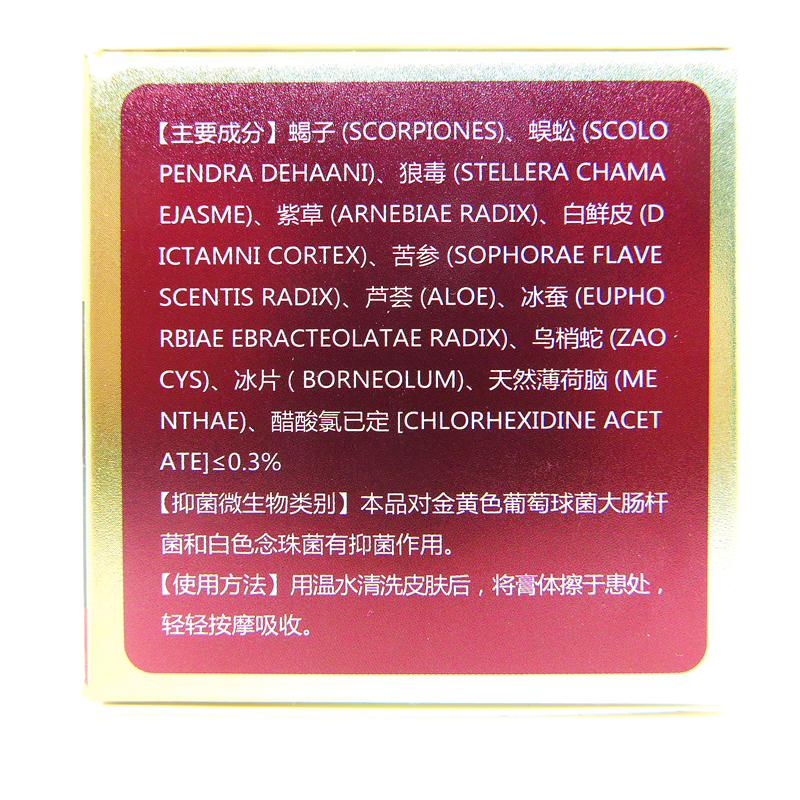 【主要成分】蝎子 (SCORPIONES)、蜈蚣 (SCOLO
PENDRA DEHAANI)、狼毒 (STELLERA CHAMA
EJASME)、紫草 (ARNEBIAE RADIX)、白鲜皮 (D
ICTAMNI CORTEX)、苦参 (SOPHORAE FLAVE
SCENTIS RADIX)、芦荟 (ALOE)、冰蚕 (EUPHO
RBIAE EBRACTEOLATAE RADIX)、乌梢蛇 (ZAO
CYS)、冰片 ( BORNEOLUM)、天然薄荷脑 (ME
NTHAE)、醋酸氯已定 [CHLORHEXIDINE ACET
ATE]≤0.3%
【抑菌微生物类别】本品对金黄色葡萄球菌大肠杆
菌和白色念珠菌有抑菌作用。
【使用方法】用温水清洗皮肤后，将膏体擦于患处，
轻轻按摩吸收。